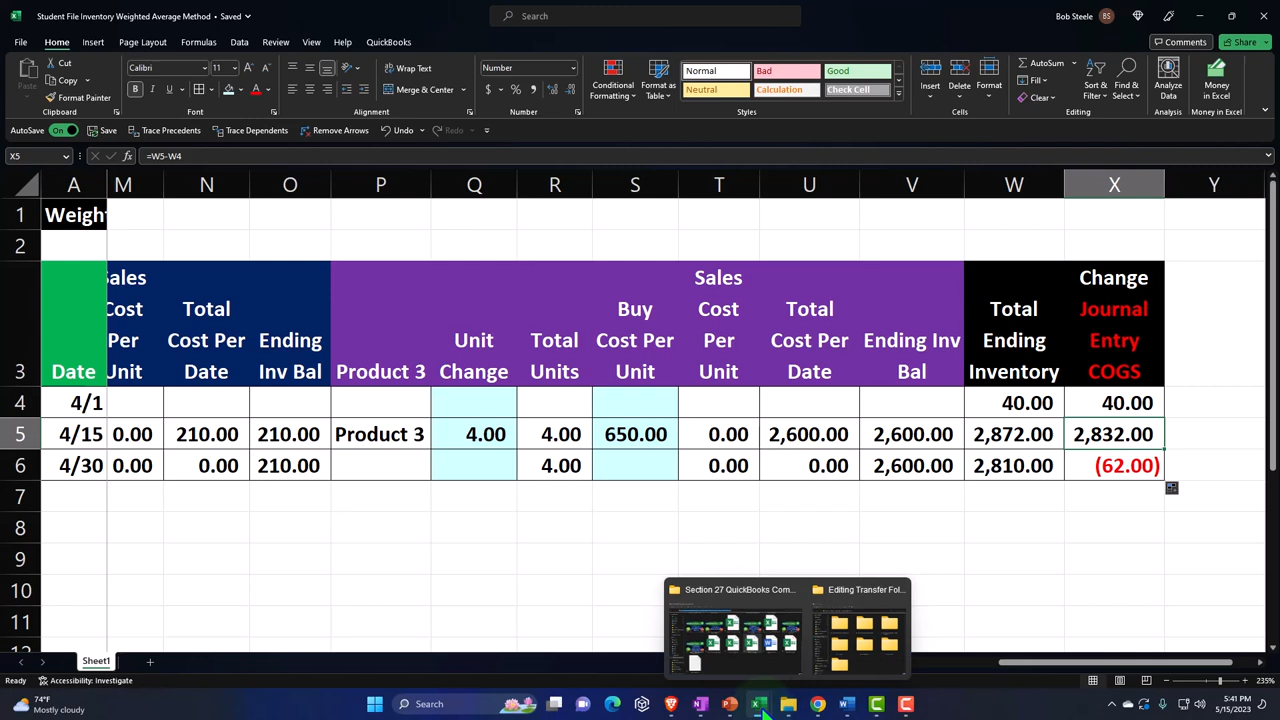 Student File Inventory Weighted Average Method • Saved
Search
Bob Steele
BS
File Home Insert Page Layout Formulas Data Review View Help QuickBooks
Comments Share
Cut
Copy
Format Painter
Clipboard
Calibri 11
B I U
Font
Wrap Text
Merge & Center
Alignment
Number
Number
Conditional Formatting
Format as Table
Normal Bad Good
Neutral Calculation Check Cell
Styles
Insert Delete Format
Cells
AutoSum
Fill
Clear
Sort & Filter
Find & Select
Editing
Analyze Data
Analysis
Money in Excel
Money in Excel
AutoSave On Save Trace Precedents Trace Dependents Remove Arrows Undo Redo
X5 fx =W5-W4
A M N O P Q R S T U V W X Y
1 Weigh
2
3 Date
Sales Cost Per Unit
Total Cost Per Date
Ending Inv Bal
Product 3
Unit Change
Total Units
Buy Cost Per Unit
Sales Cost Per Unit
Total Cost Per Date
Ending Inv Bal
Total Ending Inventory
Change Journal Entry COGS
4 4/1 40.00 40.00
5 4/15 0.00 210.00 210.00 Product 3 4.00 4.00 650.00 0.00 2,600.00 2,600.00 2,872.00 2,832.00
6 4/30 0.00 0.00 210.00 4.00 0.00 0.00 2,600.00 2,810.00 (62.00)
7
8
9
10
11
Section 27 QuickBooks Com...
Editing Transfer Fol...
Sheet1
Ready Accessibility: Investigate
235%
74°F
Mostly cloudy
Search
5:41 PM
5/15/2023